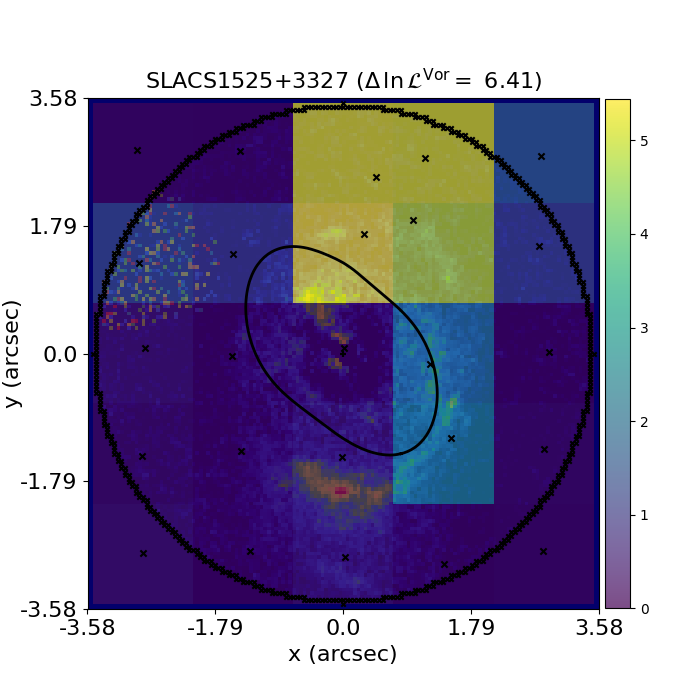 SLACS1525+3327 (Δ ln ℒ^Vor = 6.41)
3.58
1.79
0.0
-1.79
-3.58
y (arcsec)
-3.58 -1.79 0.0 1.79 3.58
x (arcsec)
5
4
3
2
1
0